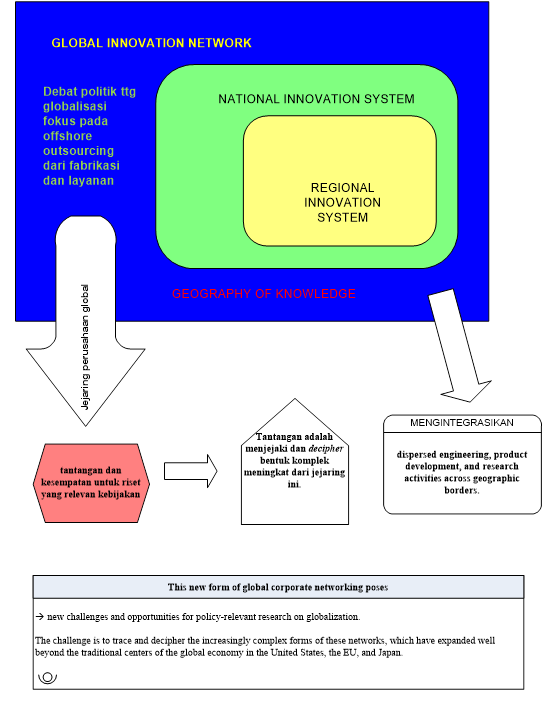 GLOBAL INNOVATION NETWORK
Debat politik ttg
globalisasi
fokus pada
offshore
outsourcing
dari fabrikasi
dan layanan
NATIONAL INNOVATION SYSTEM
REGIONAL
INNOVATION
SYSTEM
GEOGRAPHY OF KNOWLEDGE
Jejaring perusahaan global
tantangan dan
kesempatan untuk riset
yang relevan kebijakan
Tantangan adalah
menjejaki dan decipher
bentuk komplek
meningkat dari jejaring
ini.
MENGINTEGRASIKAN
dispersed engineering, product
development, and research
activities across geographic
borders.
This new form of global corporate networking poses
→ new challenges and opportunities for policy-relevant research on globalization.
The challenge is to trace and decipher the increasingly complex forms of these networks, which have expanded well
beyond the traditional centers of the global economy in the United States, the EU, and Japan.